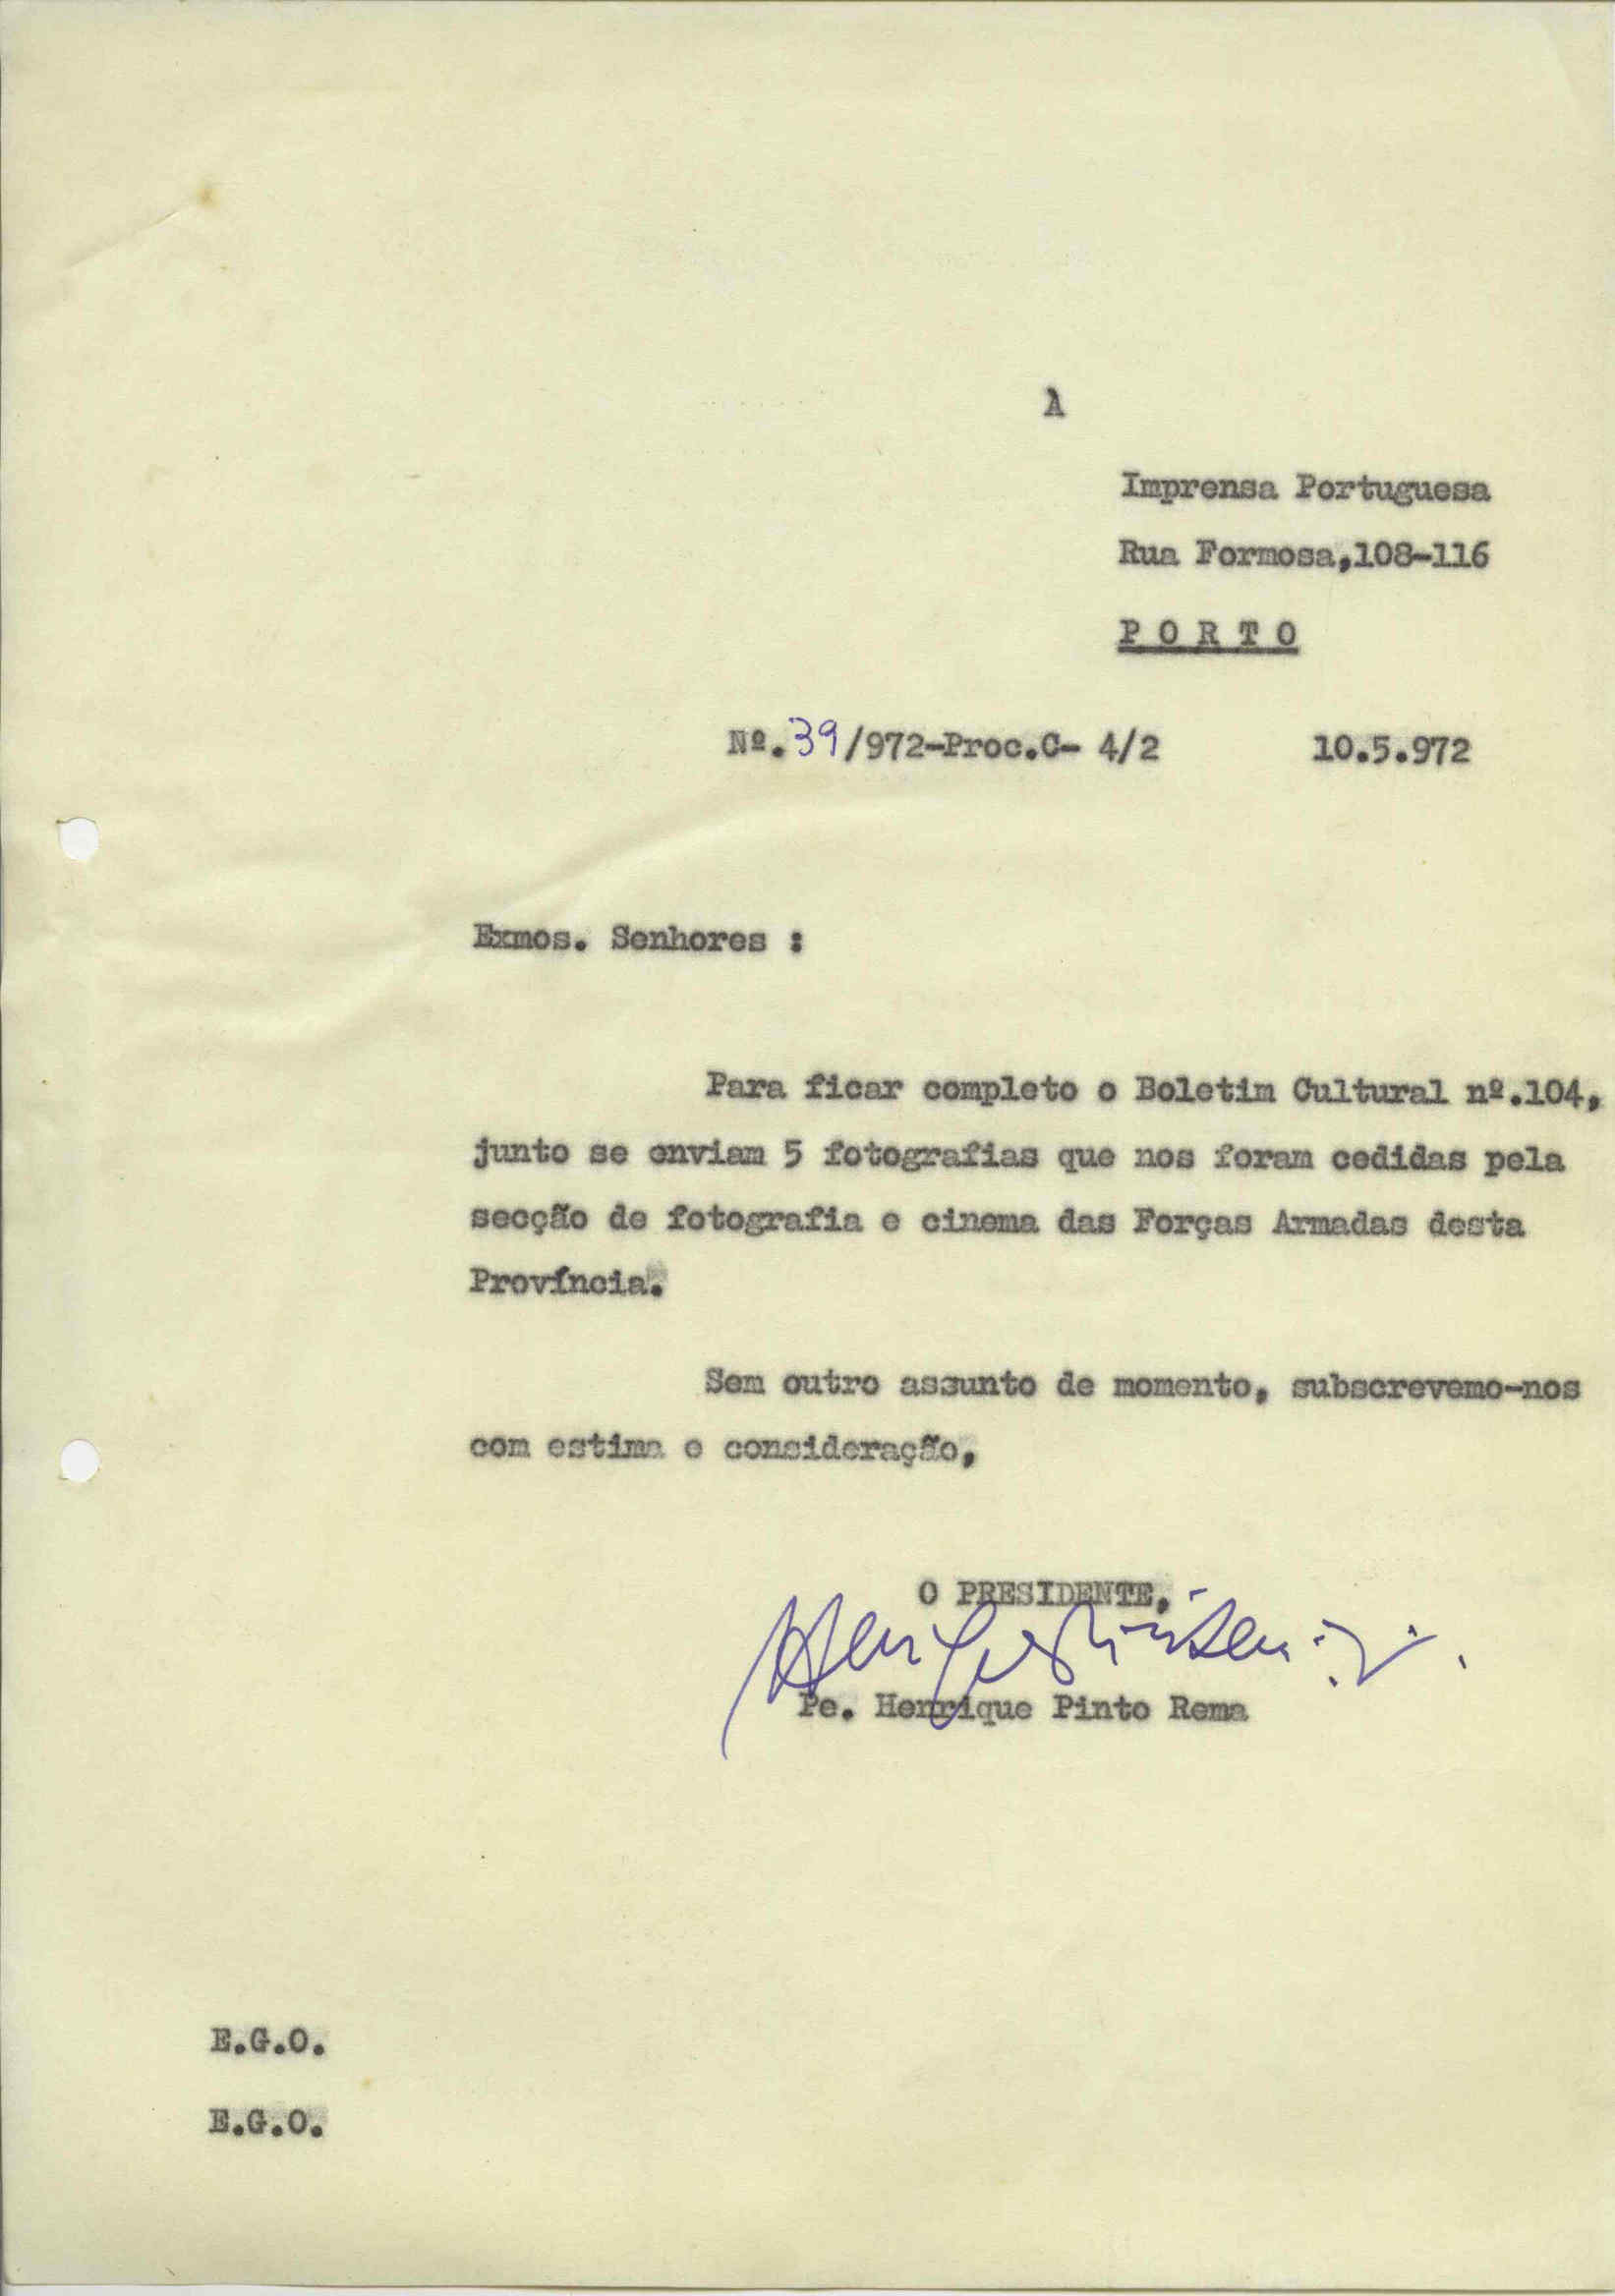 A
Imprensa Portuguesa
Rua Formosa,108-116
P O R T O
Nº.39/972-Proc.C- 4/2 10.5.972
Exmos. Senhores :
Para ficar completo o Boletim Cultural nº.104,
junto se enviam 5 fotografias que nos foram cedidas pela
secção de fotografia e cinema das Forças Armadas desta
Província.
Sem outro assunto de momento, subscrevemo-nos
com estima e consideração,
O PRESIDENTE,
Pe. Henrique Pinto Rema
E.G.O.
E.G.O.